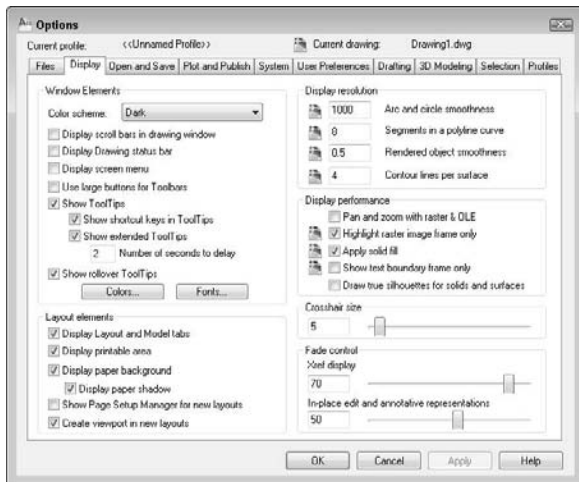 Options
Current profile: <<Unnamed Profile>> Current drawing: Drawing1.dwg
Files Display Open and Save Plot and Publish System User Preferences Drafting 3D Modeling Selection Profiles
Window Elements
Color scheme: Dark
Display scroll bars in drawing window
Display Drawing status bar
Display screen menu
Use large buttons for Toolbars
Show ToolTips
Show shortcut keys in ToolTips
Show extended ToolTips
2 Number of seconds to delay
Show rollover ToolTips
Colors... Fonts...
Layout elements
Display Layout and Model tabs
Display printable area
Display paper background
Display paper shadow
Show Page Setup Manager for new layouts
Create viewport in new layouts
Display resolution
1000 Arc and circle smoothness
8 Segments in a polyline curve
0.5 Rendered object smoothness
4 Contour lines per surface
Display performance
Pan and zoom with raster & OLE
Highlight raster image frame only
Apply solid fill
Show text boundary frame only
Draw true silhouettes for solids and surfaces
Crosshair size
5
Fade control
Xref display
70
In-place edit and annotative representations
50
OK Cancel Apply Help